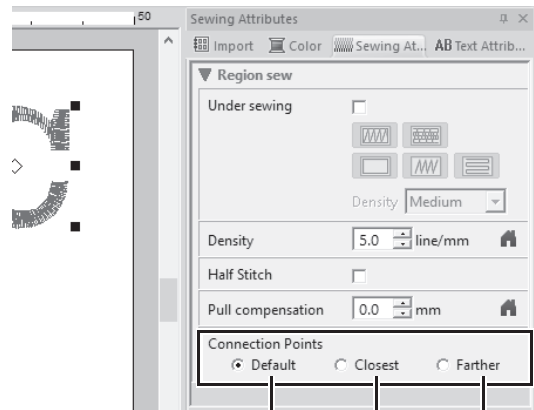 50
Sewing Attributes
Import Color Sewing At... AB Text Attrib...
Region sew
Under sewing
Density Medium
Density 5.0 line/mm
Half Stitch
Pull compensation 0.0 mm
Connection Points
Default Closest Farther